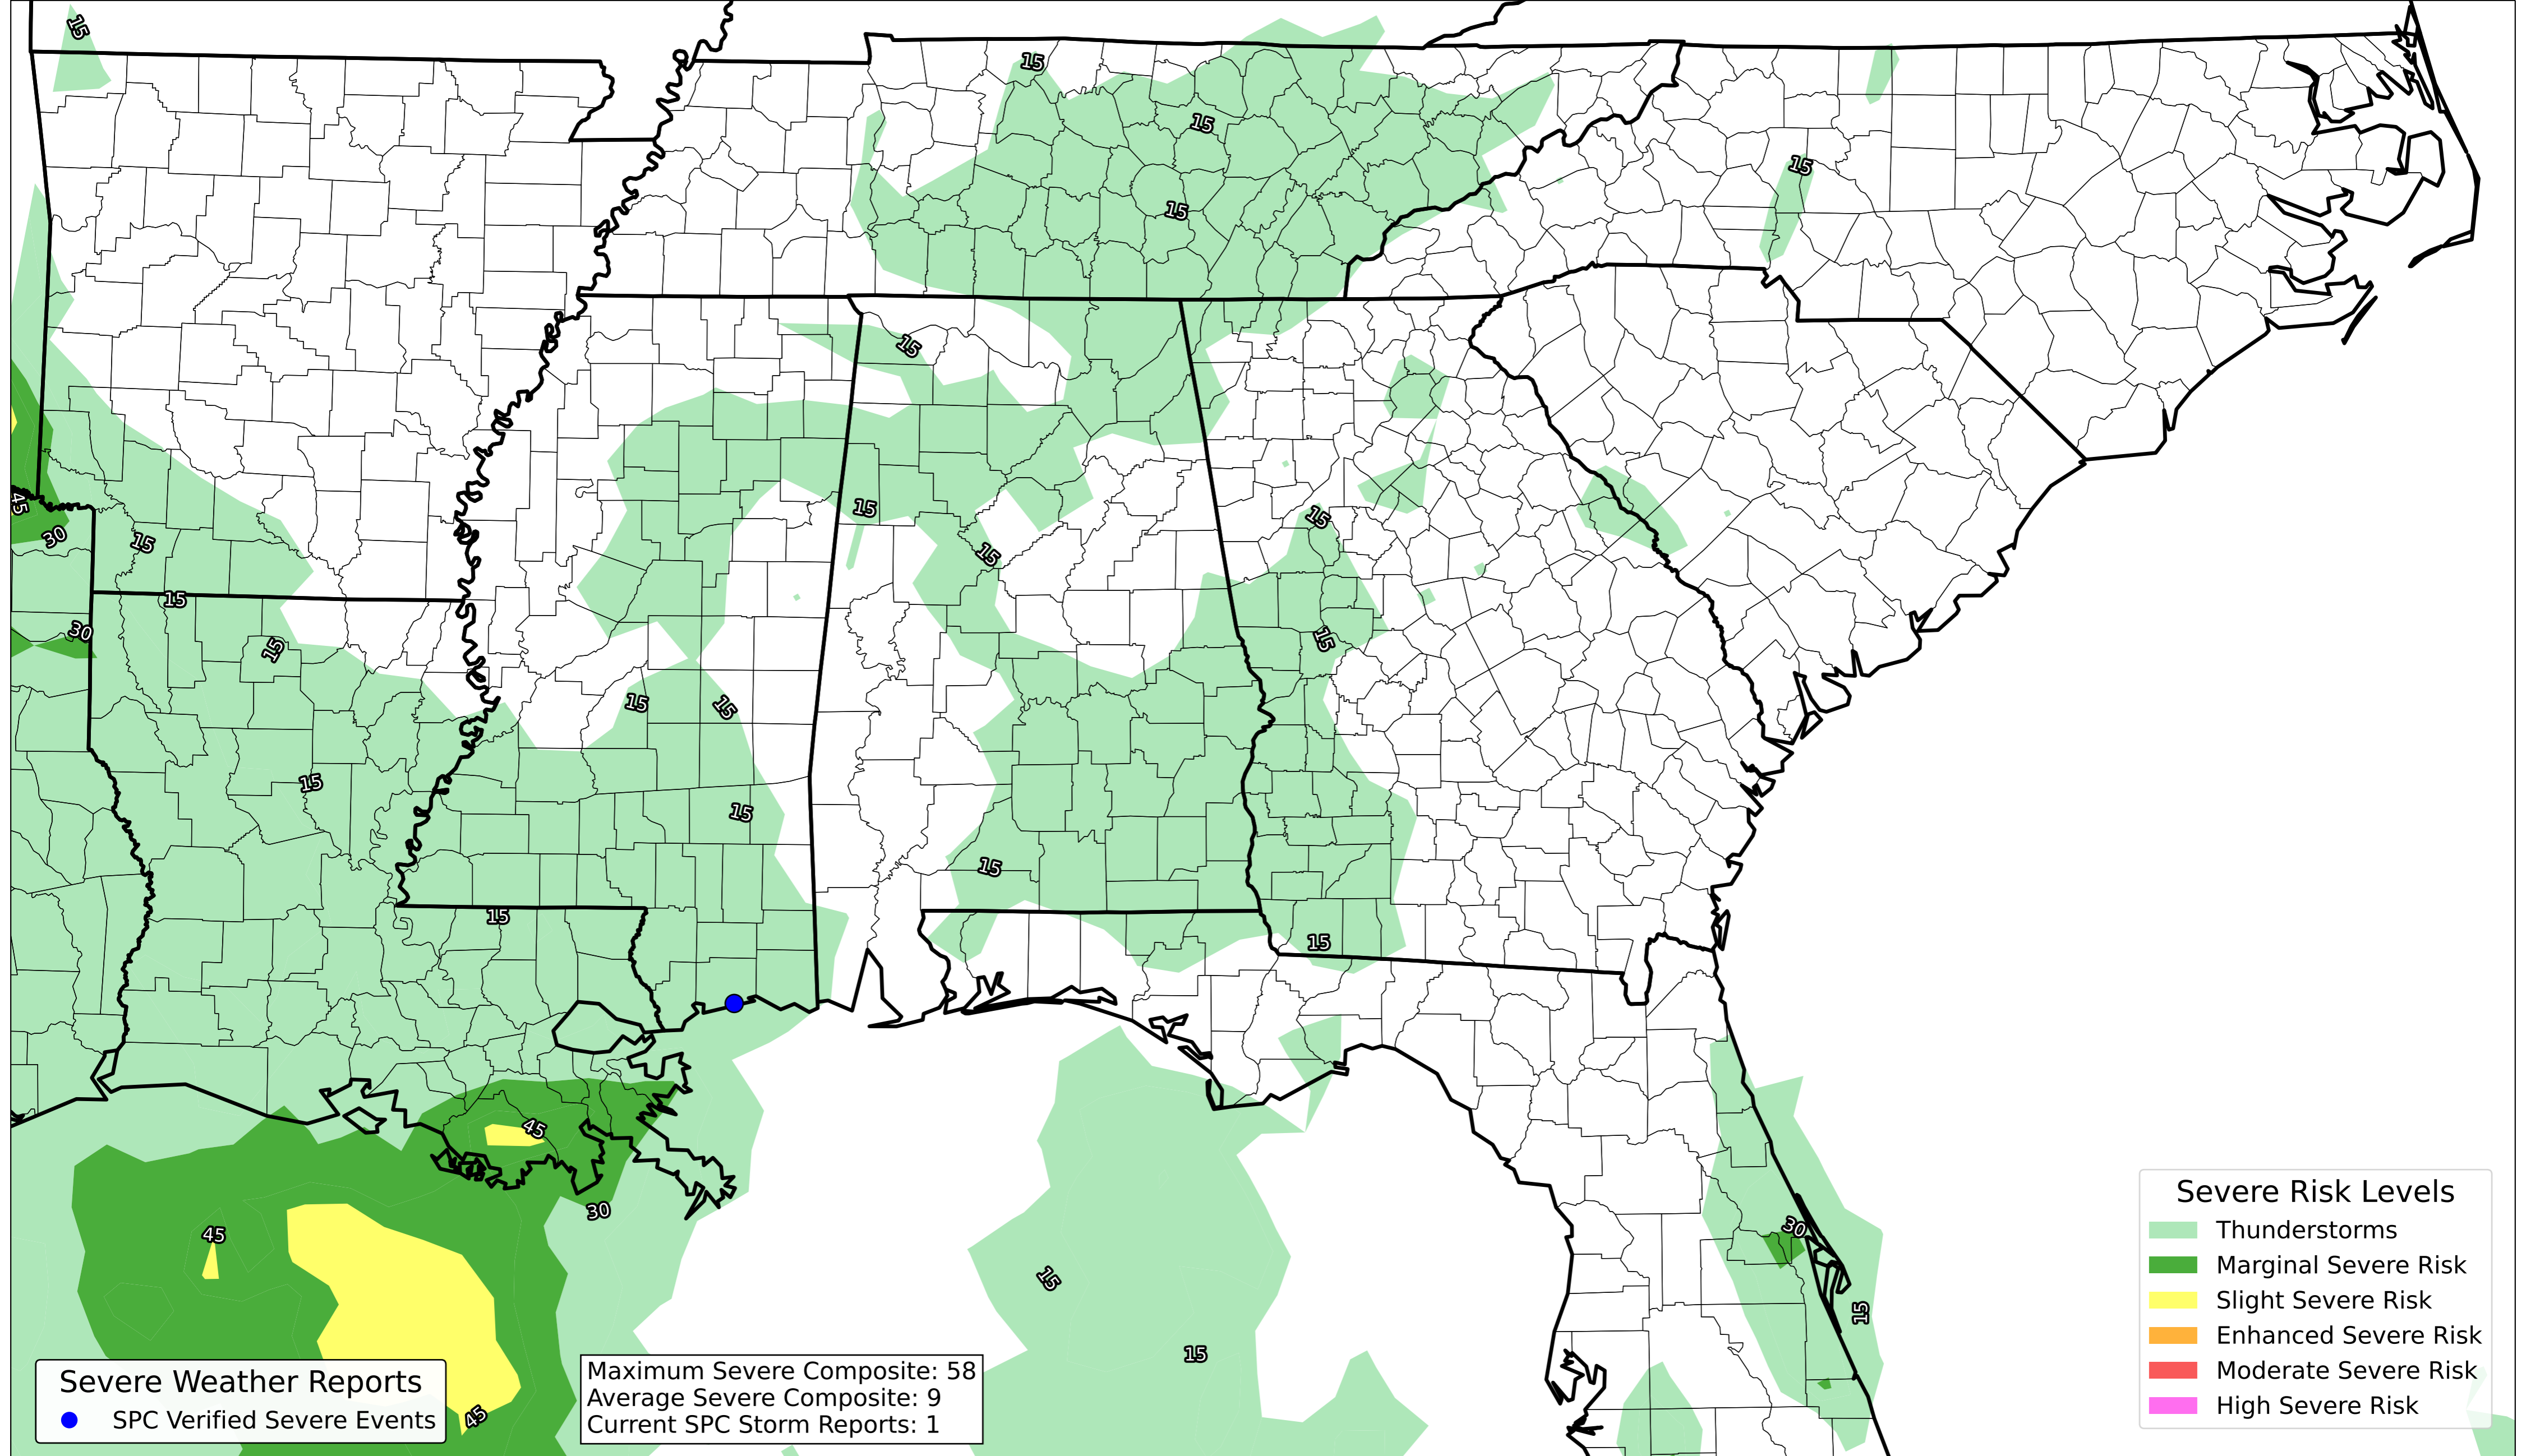 15
15
15
15
15
15
15
45
30
15
15
15
15
15
30
15
15
15
15
15
15
15
15
15
45
30
45
30
15
15
15
45
Severe Risk Levels
Thunderstorms
Marginal Severe Risk
Slight Severe Risk
Enhanced Severe Risk
Moderate Severe Risk
High Severe Risk
Severe Weather Reports
SPC Verified Severe Events
Maximum Severe Composite: 58
Average Severe Composite: 9
Current SPC Storm Reports: 1